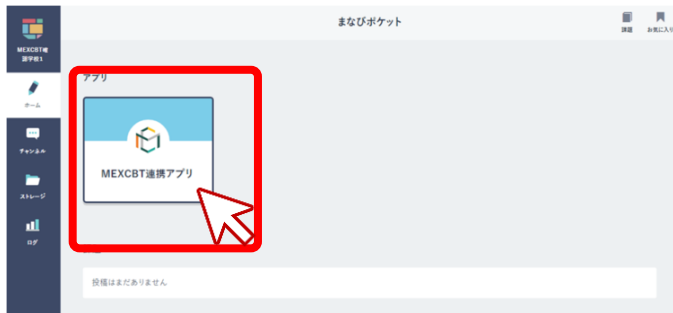 まなびポケット
課題
お気に入り
MEXCBT確
認学校1
ホーム
チャンネル
ストレージ
ログ
アプリ
MEXCBT連携アプリ
投稿はまだありません